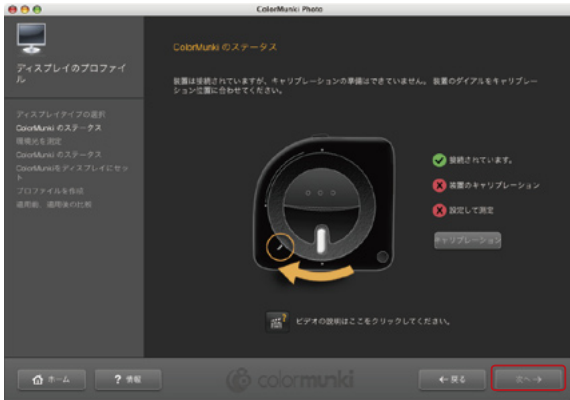 ColorMunki Photo
ディスプレイのプロファイ
ル
ディスプレイタイプの選択
ColorMunki のステータス
環境光を測定
ColorMunki のステータス
ColorMunkiをディスプレイにセッ
ト
プロファイルを作成
適用前、適用後の比較
ColorMunki のステータス
装置は接続されていますが、キャリブレーションの準備はできていません。 装置のダイアルをキャリブレー
ション位置に合わせてください。
接続されています。
装置のキャリブレーション
設定して測定
キャリブレーション
ビデオの説明はここをクリックしてください。
ホーム
? 情報
colormunki
戻る
次へ